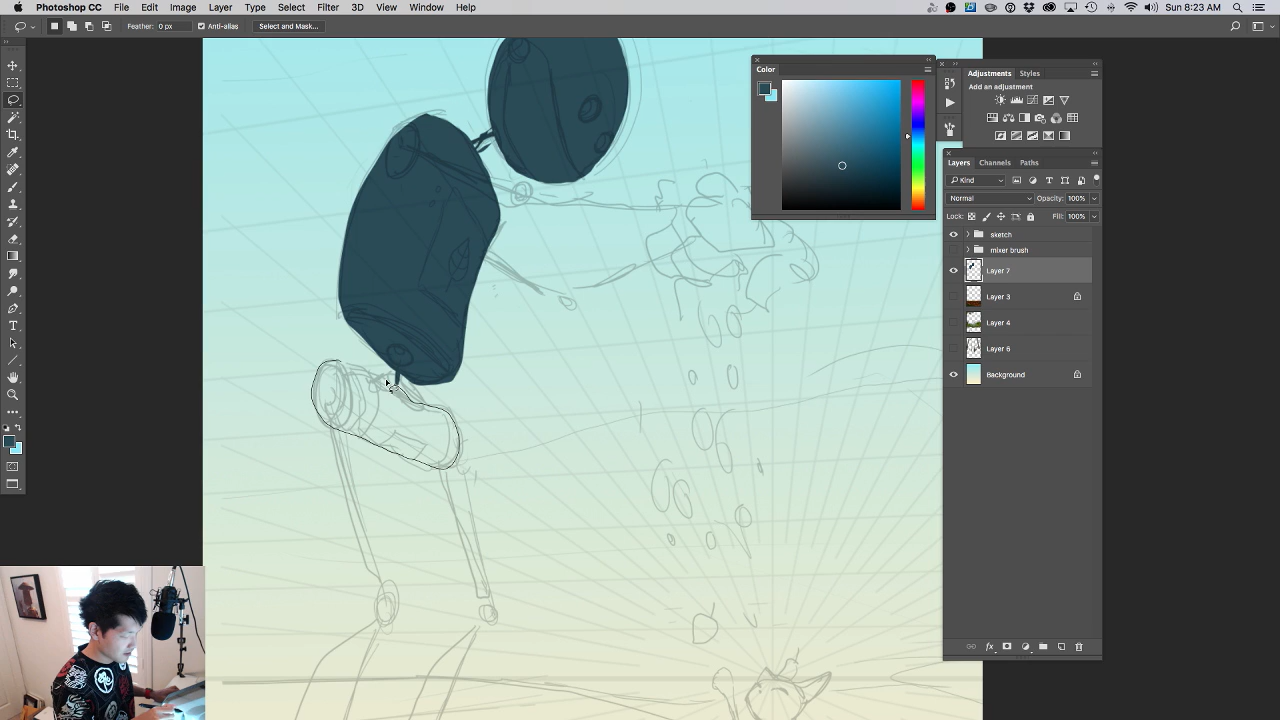 Photoshop CC File Edit Image Layer Type Select Filter 3D View Window Help Sun 8:23 AM
Feather: 0 px Anti-alias Select and Mask...
Color
Adjustments Styles
Add an adjustment
Layers Channels Paths
Kind
Normal Opacity: 100%
Lock: Fill: 100%
sketch
mixer brush
Layer 7
Layer 3
Layer 4
Layer 6
Background